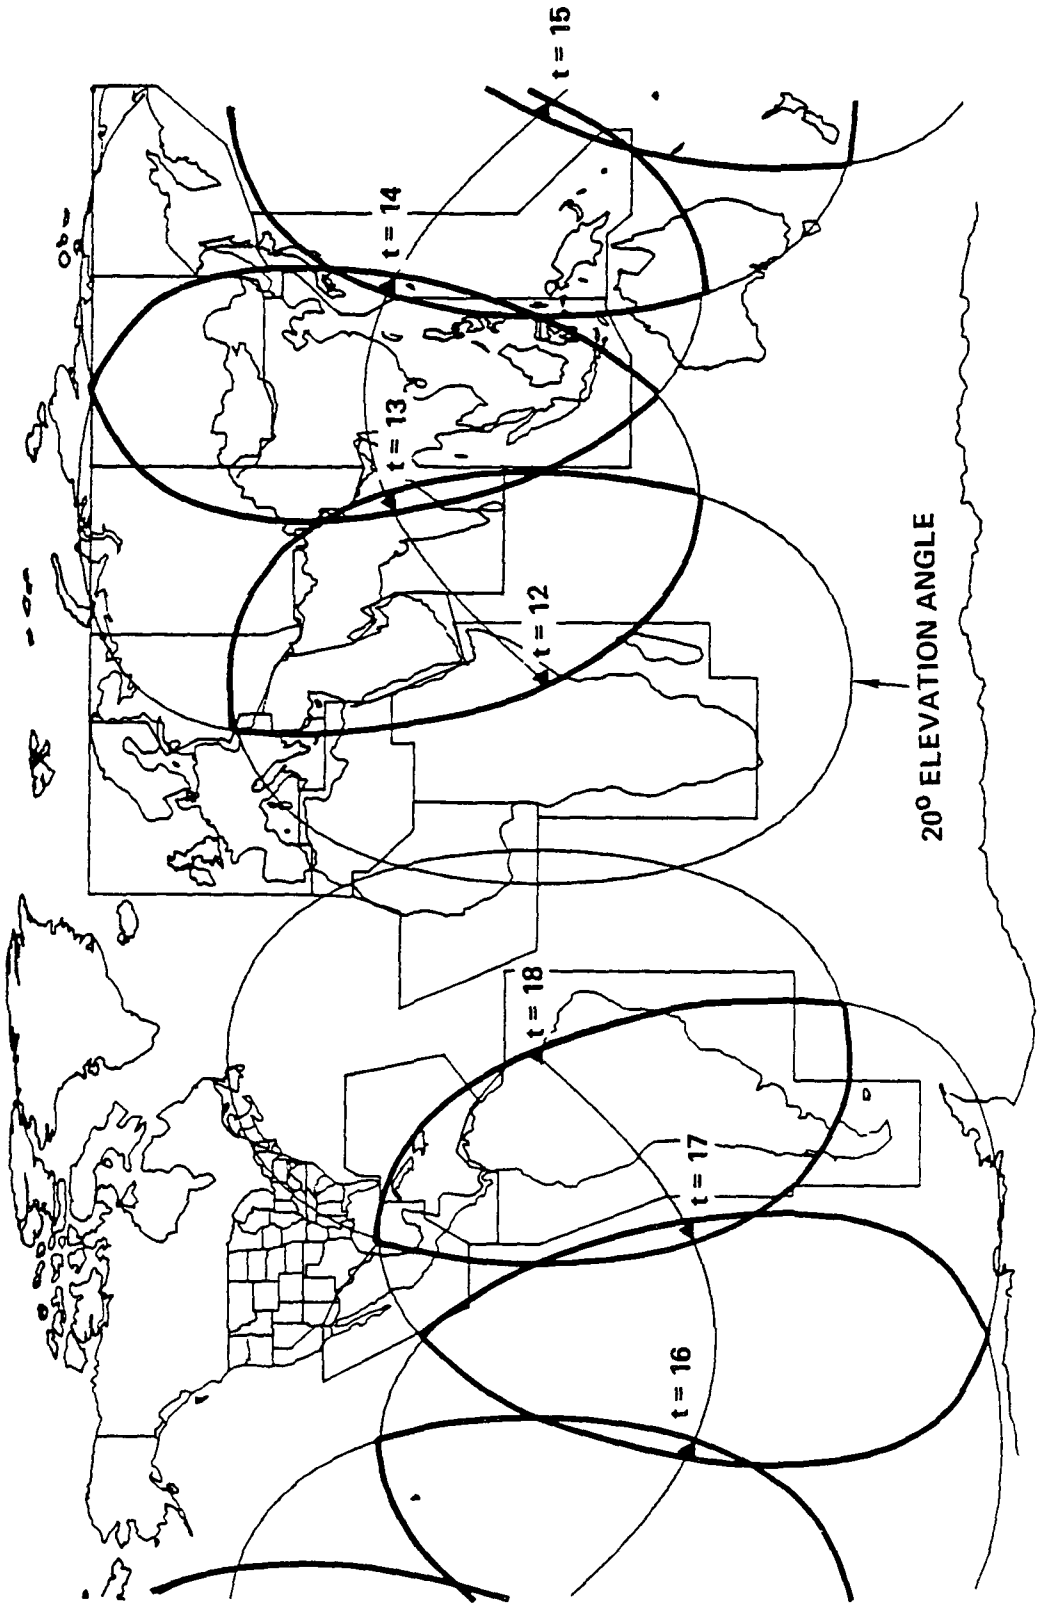 t = 15
t = 14
t = 13
t = 12
t = 18
t = 17
t = 16
20° ELEVATION ANGLE